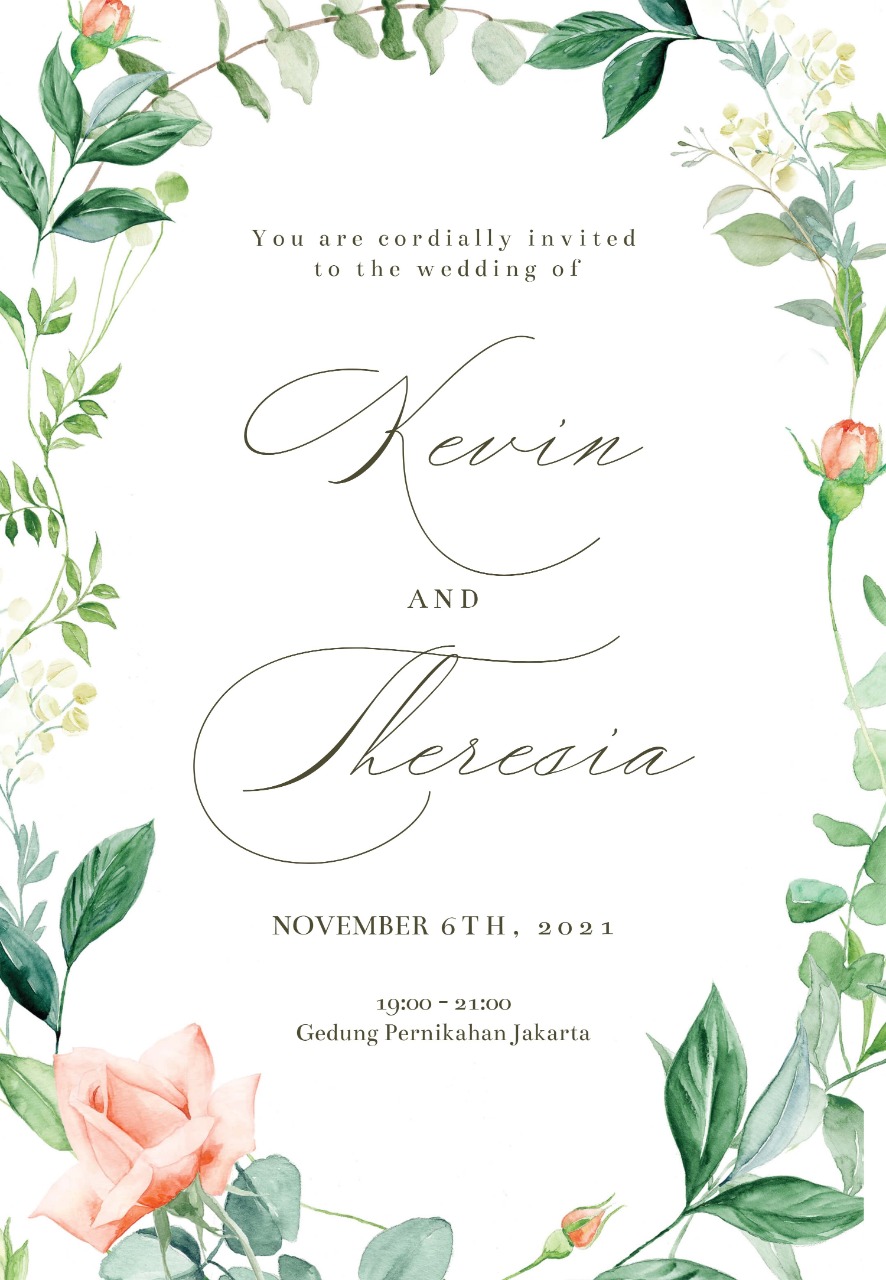 You are cordially invited
to the wedding of
Kevin
AND
Theresia
NOVEMBER 6TH, 2021
19:00 - 21:00
Gedung Pernikahan Jakarta